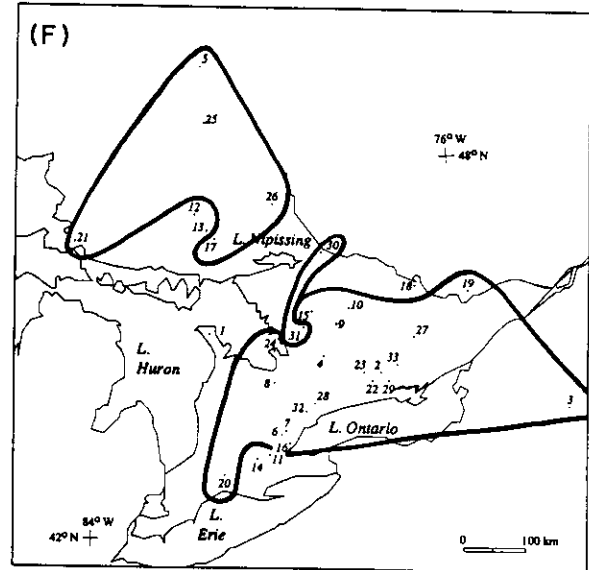 (F)
5
25
76° W
48° N
26
12
13
17
21
L. Nipissing
30
18
19
10
15
9
1
31
24
27
L.
Huron
4
23 2 33
8
22 29
28
3
32
7
6
L. Ontario
16
11
14
20
84° W
42° N
L.
Erie
0 100 km